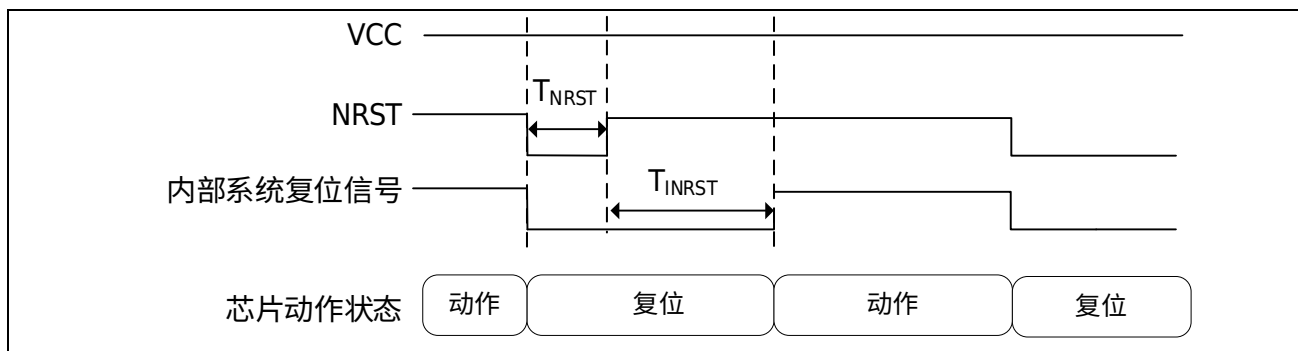 VCC
T_NRST
NRST
内部系统复位信号
T_INRST
芯片动作状态 动作 复位 动作 复位